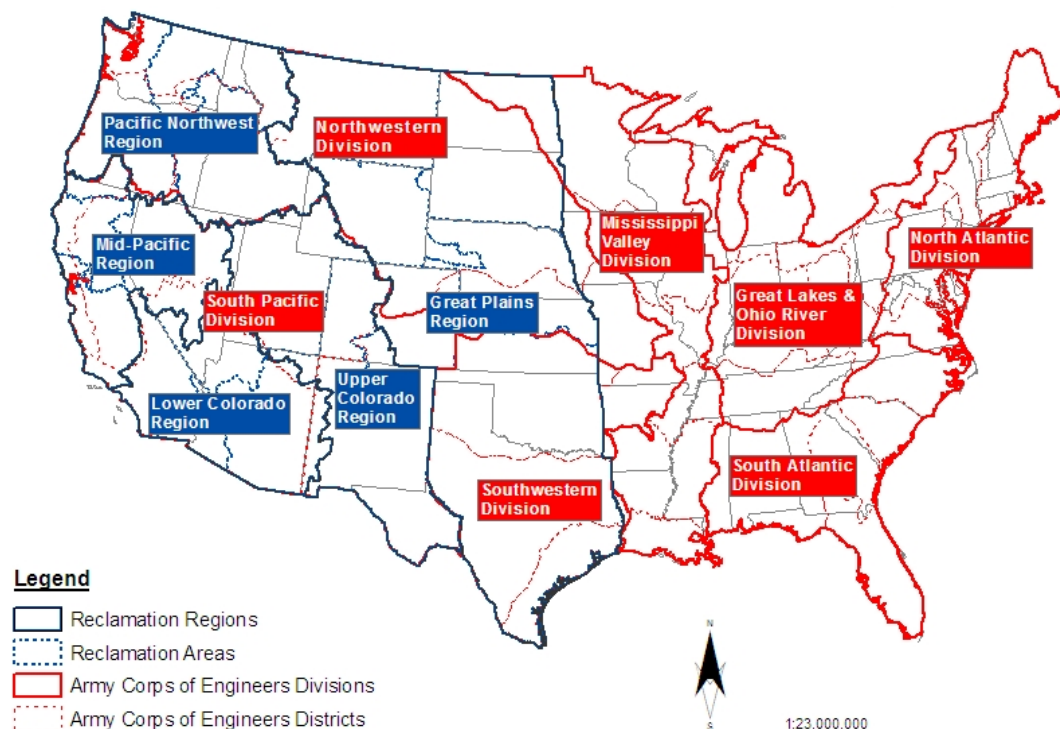 Pacific Northwest
Region
Northwestern
Division
Mississippi
Valley
Division
North Atlantic
Division
Mid-Pacific
Region
South Pacific
Division
Great Plains
Region
Great Lakes &
Ohio River
Division
Upper
Colorado
Region
Lower Colorado
Region
South Atlantic
Division
Southwestern
Division
Legend
Reclamation Regions
Reclamation Areas
Army Corps of Engineers Divisions
Army Corps of Engineers Districts
N
S
1:23,000,000